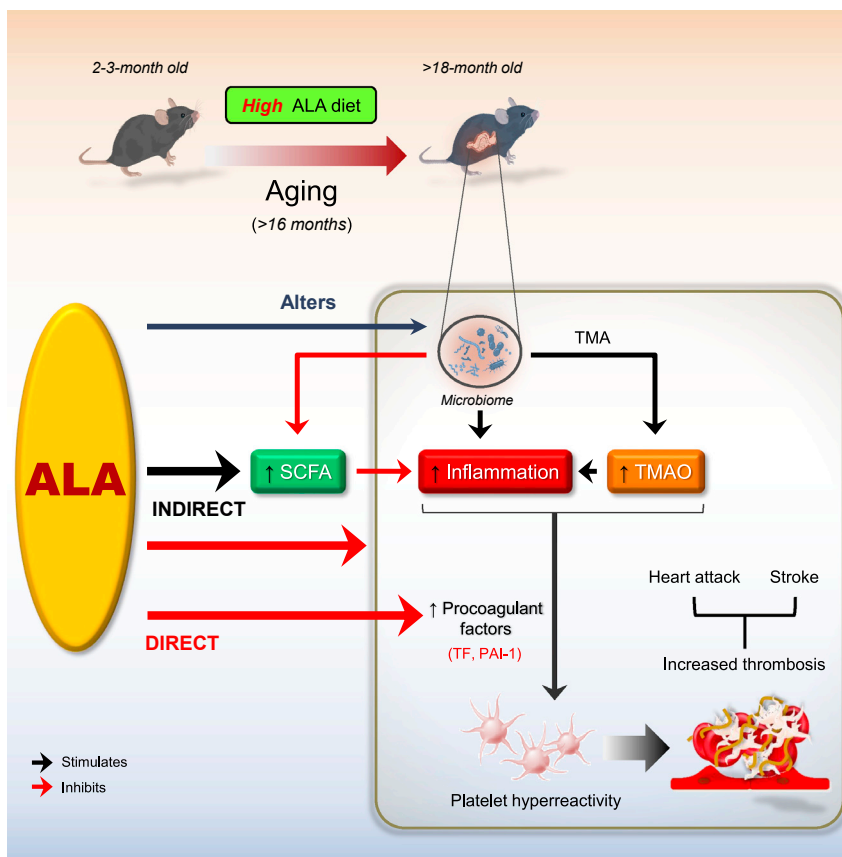 2-3-month old
>18-month old
High ALA diet
Aging
(>16 months)
Alters
TMA
Microbiome
ALA
↑ SCFA
↑ Inflammation
↑ TMAO
INDIRECT
Heart attack
Stroke
↑ Procoagulant
factors
(TF, PAI-1)
DIRECT
Increased thrombosis
Stimulates
Inhibits
Platelet hyperreactivity